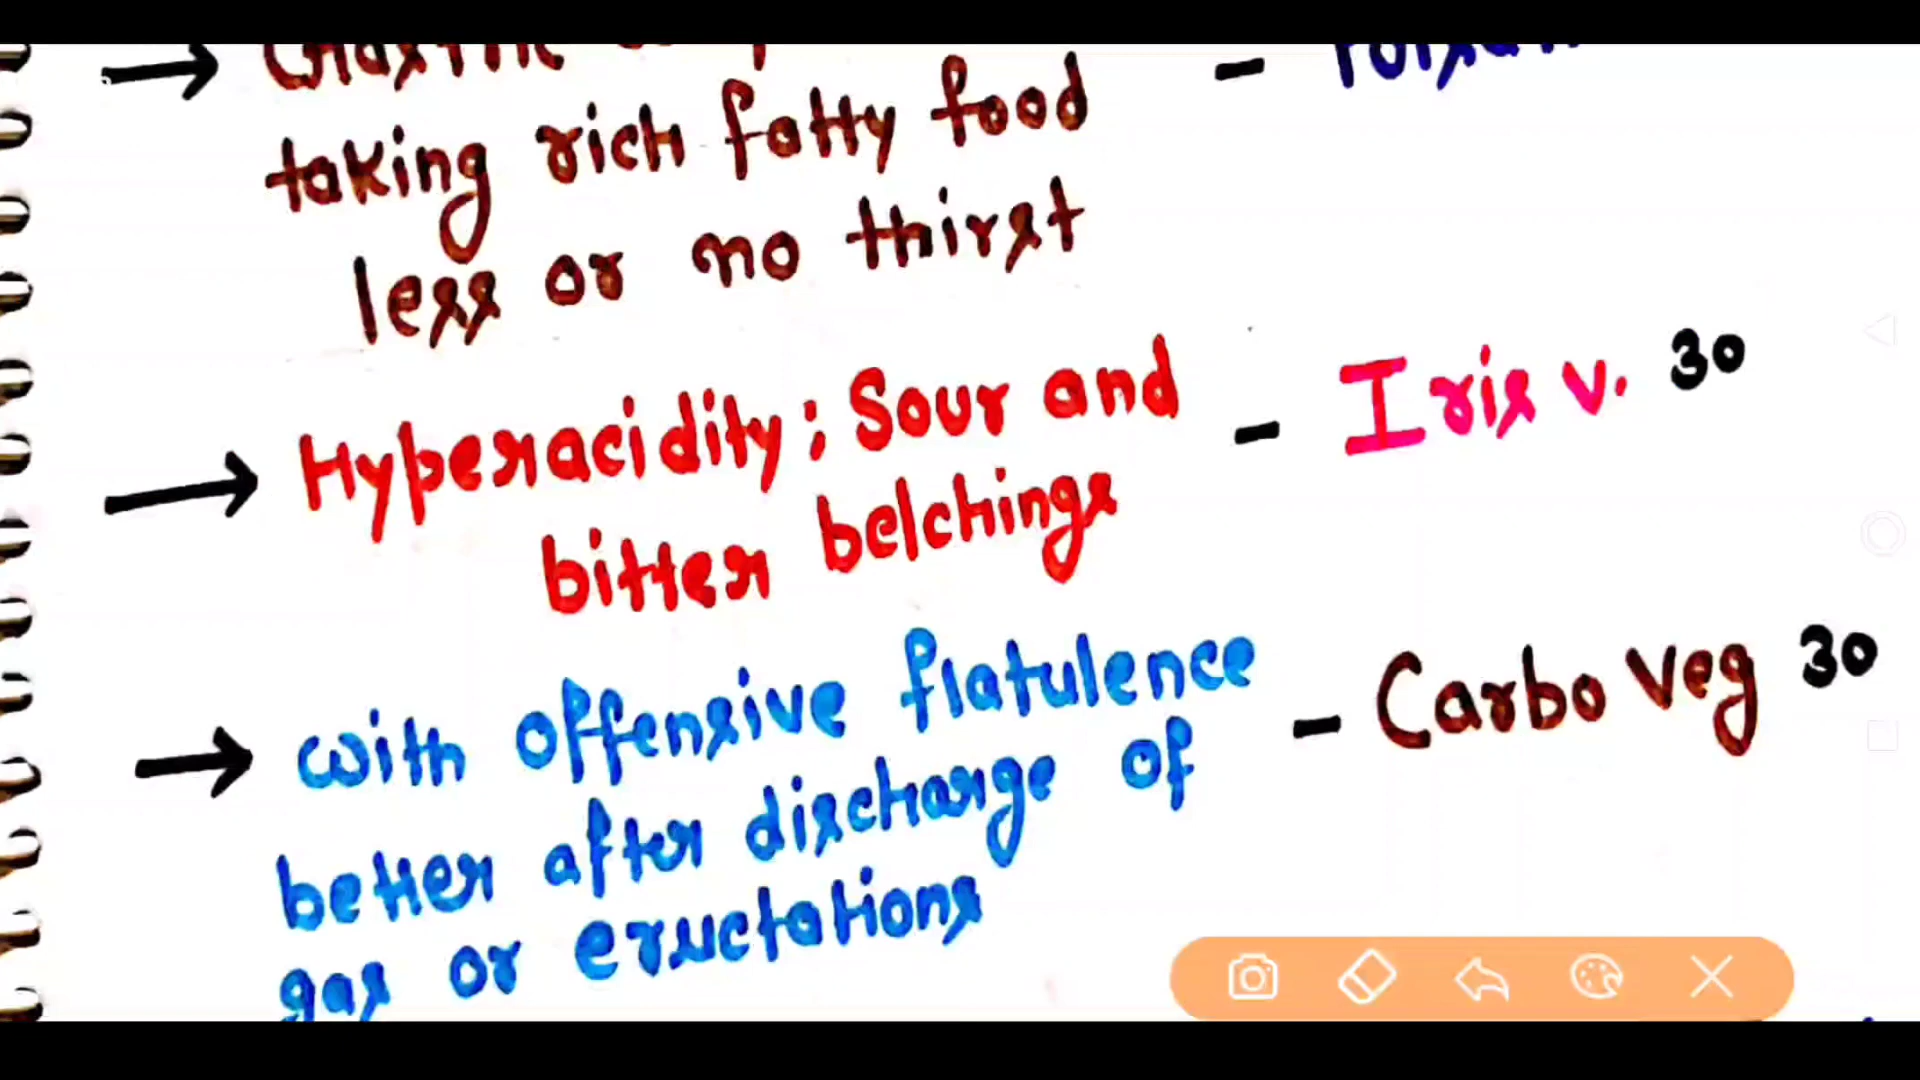 taking rich fatty food
less or no thirst
Hyperacidity; Sour and - Iris v. 30
bitter belchings
with offensive flatulence - Carbo Veg 30
better after discharge of
gas or eructations